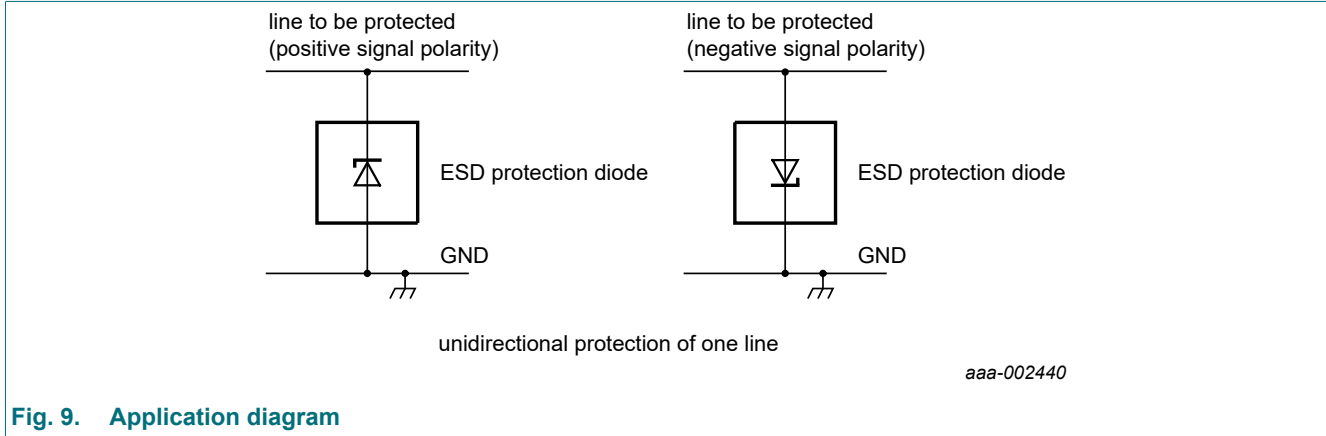 line to be protected
(positive signal polarity)
line to be protected
(negative signal polarity)
ESD protection diode
ESD protection diode
GND
GND
unidirectional protection of one line
aaa-002440
Fig. 9. Application diagram